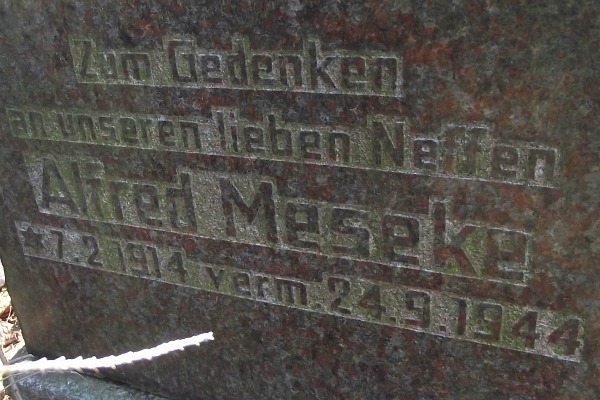 Zum Gedenken
an unseren lieben Neffen
Alfred Meseke
* 7.2.1914 verm. 24.9.1944